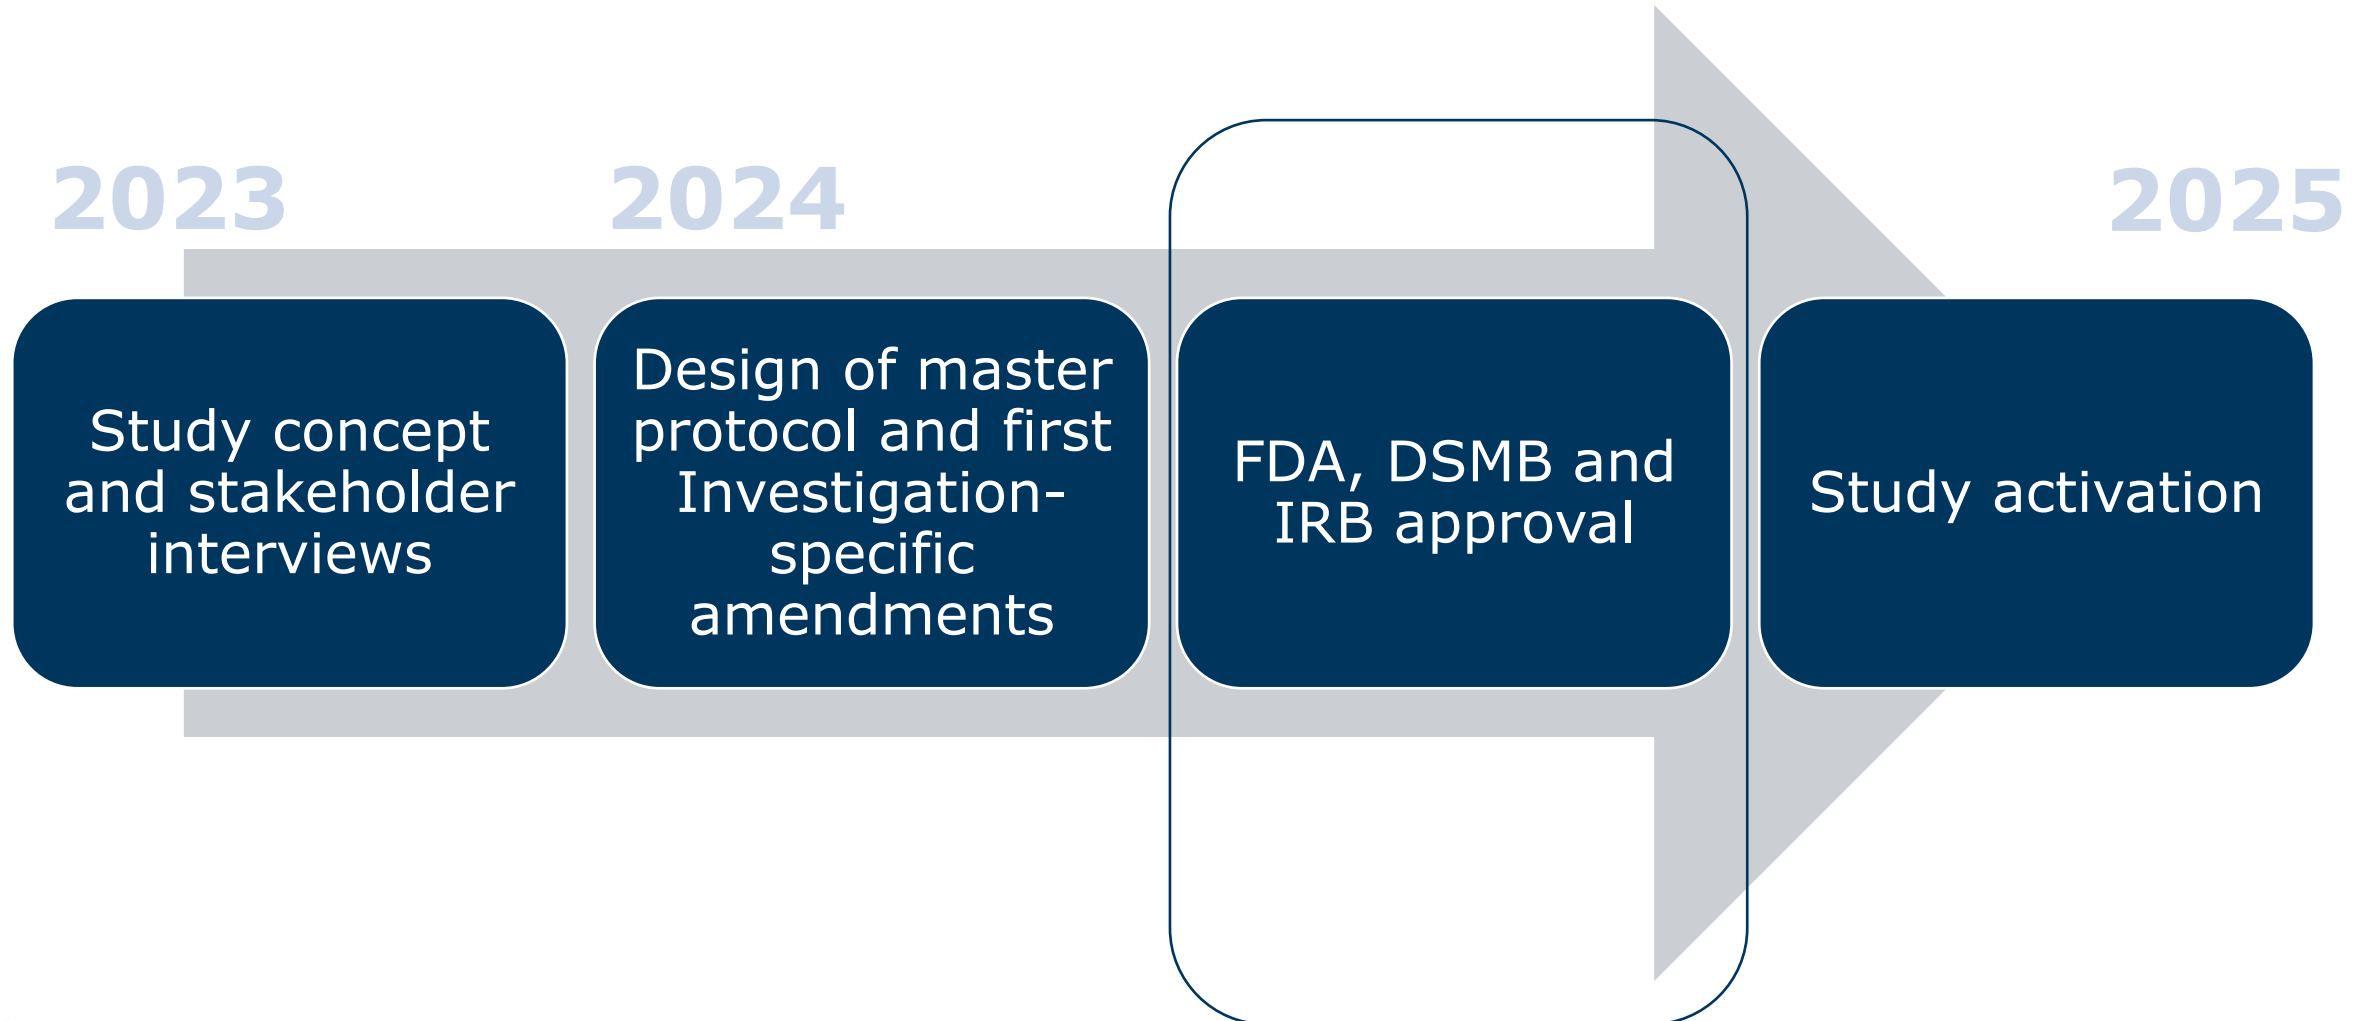 2023
2024
2025
Study concept
and stakeholder
interviews
Design of master
protocol and first
Investigation-
specific
amendments
FDA, DSMB and
IRB approval
Study activation